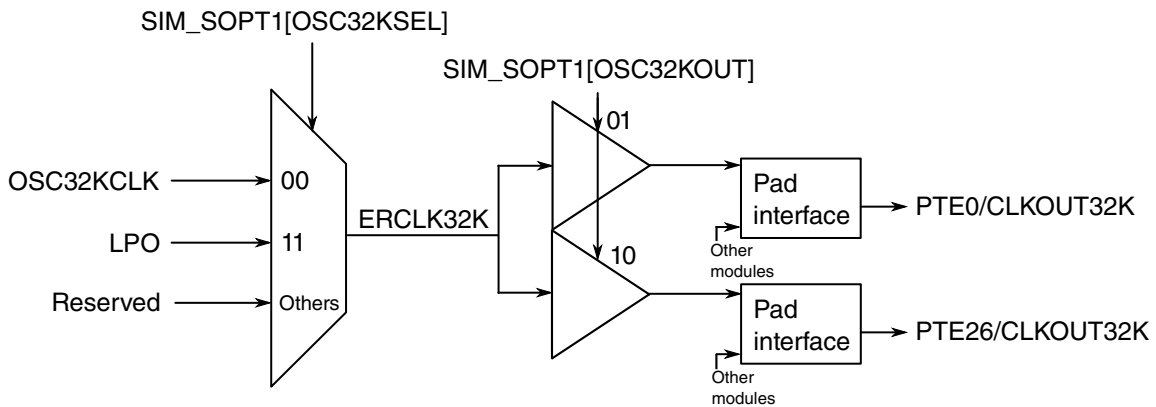 SIM_SOPT1[OSC32KSEL]
SIM_SOPT1[OSC32KOUT]
01
OSC32KCLK
00
Pad
interface
PTE0/CLKOUT32K
ERCLK32K
LPO
11
Other
modules
10
Reserved
Others
Pad
interface
PTE26/CLKOUT32K
Other
modules